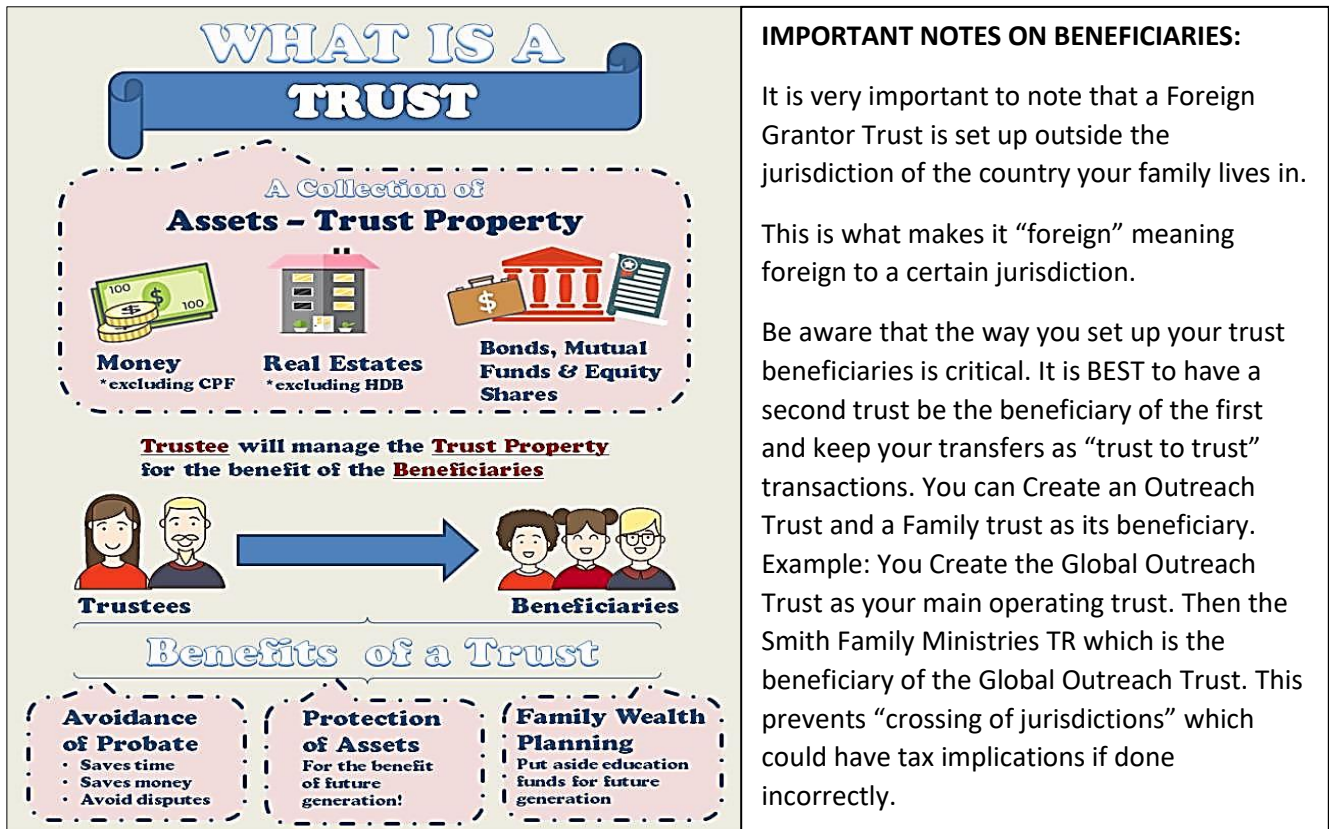 WHAT IS A
TRUST
A Collection of
Assets – Trust Property
100
$
100
$
$
Money
*excluding CPF
Real Estates
*excluding HDB
Bonds, Mutual
Funds & Equity
Shares
Trustee will manage the Trust Property
for the benefit of the Beneficiaries
Trustees
Beneficiaries
Benefits of a Trust
Avoidance
of Probate
· Saves time
· Saves money
· Avoid disputes
Protection
of Assets
For the benefit
of future
generation!
Family Wealth
Planning
Put aside education
funds for future
generation
IMPORTANT NOTES ON BENEFICIARIES:
It is very important to note that a Foreign
Grantor Trust is set up outside the
jurisdiction of the country your family lives in.
This is what makes it “foreign” meaning
foreign to a certain jurisdiction.
Be aware that the way you set up your trust
beneficiaries is critical. It is BEST to have a
second trust be the beneficiary of the first
and keep your transfers as “trust to trust”
transactions. You can Create an Outreach
Trust and a Family trust as its beneficiary.
Example: You Create the Global Outreach
Trust as your main operating trust. Then the
Smith Family Ministries TR which is the
beneficiary of the Global Outreach Trust. This
prevents “crossing of jurisdictions” which
could have tax implications if done
incorrectly.